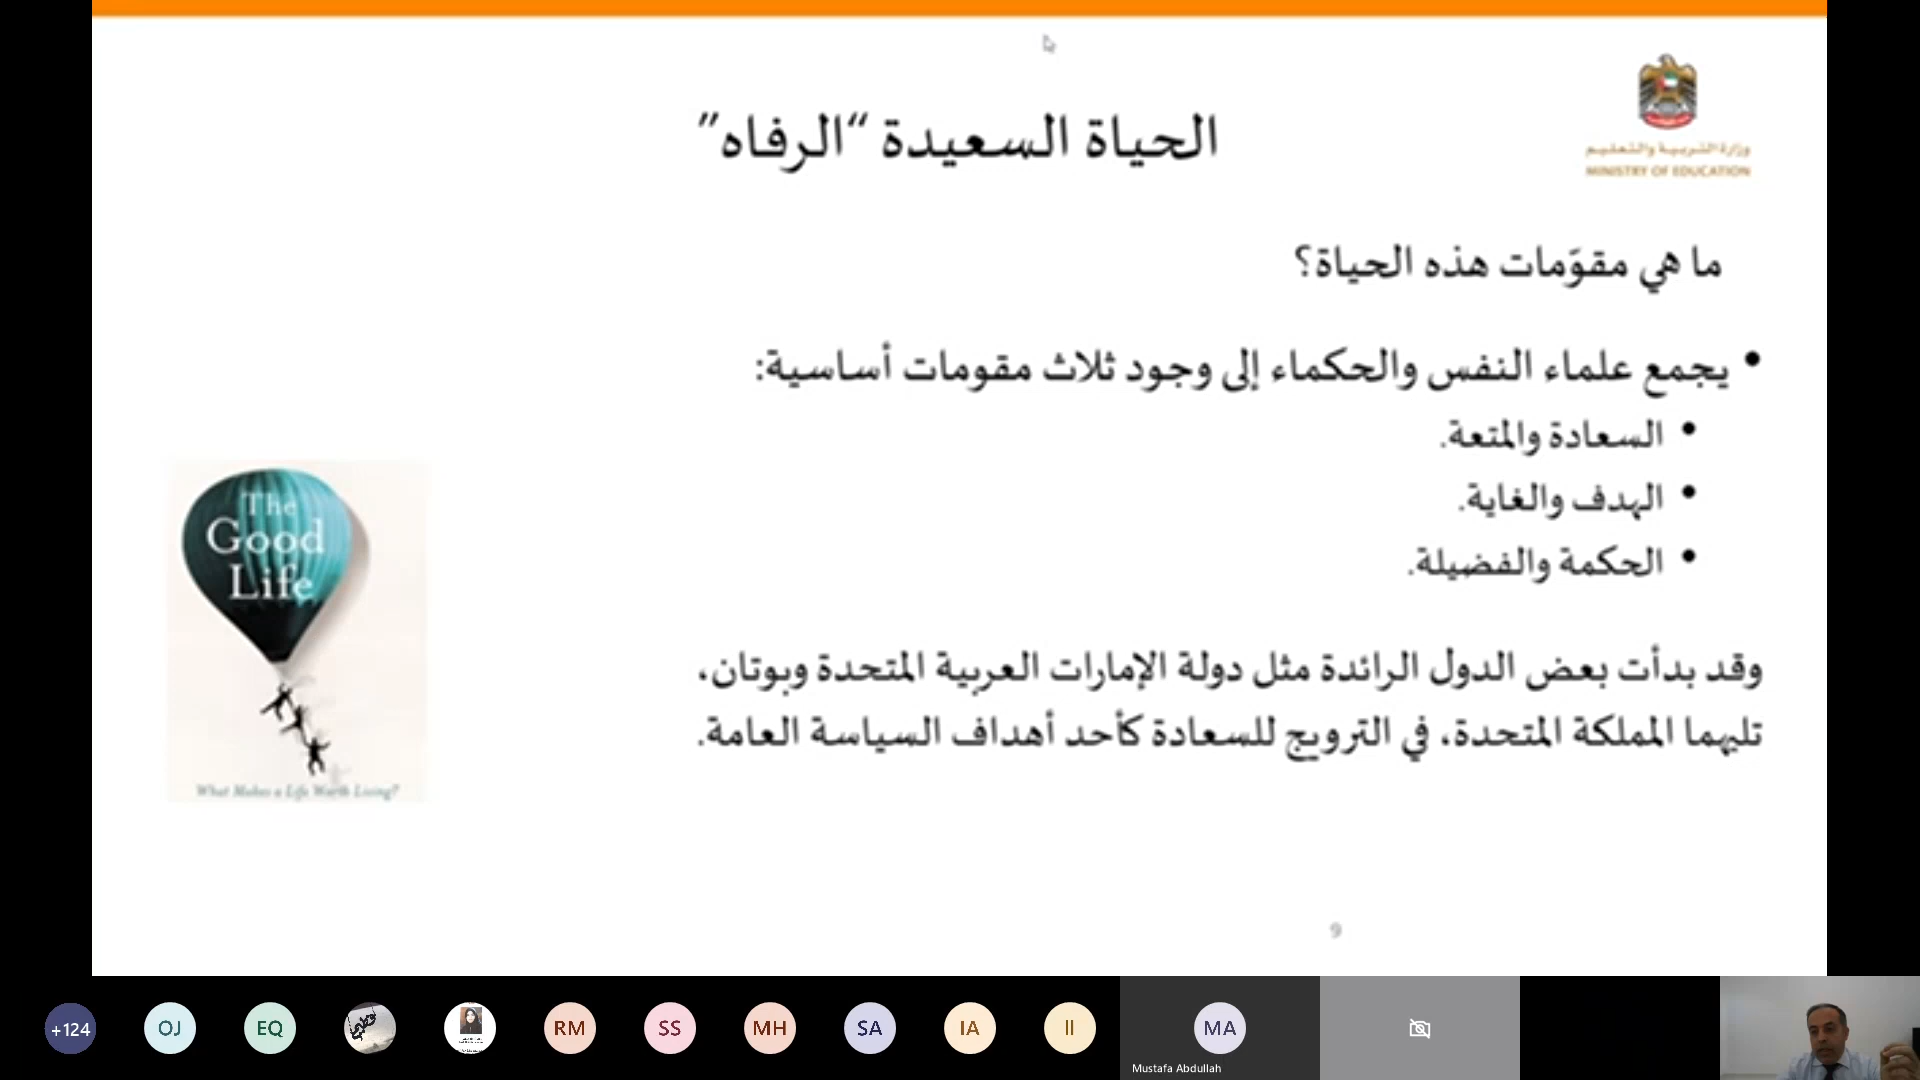 الحياة السعيدة “الرفاه”
وزارة التربية والتعليم
MINISTRY OF EDUCATION
ما هي مقوّمات هذه الحياة؟
• يجمع علماء النفس والحكماء إلى وجود ثلاث مقومات أساسية:
• السعادة والمتعة.
• الهدف والغاية.
• الحكمة والفضيلة.
The
Good
Life
What Makes a Life Worth Living?
وقد بدأت بعض الدول الرائدة مثل دولة الإمارات العربية المتحدة وبوتان،
تليهما المملكة المتحدة، في الترويج للسعادة كأحد أهداف السياسة العامة.
9
+124
OJ
EQ
RM
SS
MH
SA
IA
II
MA
Mustafa Abdullah